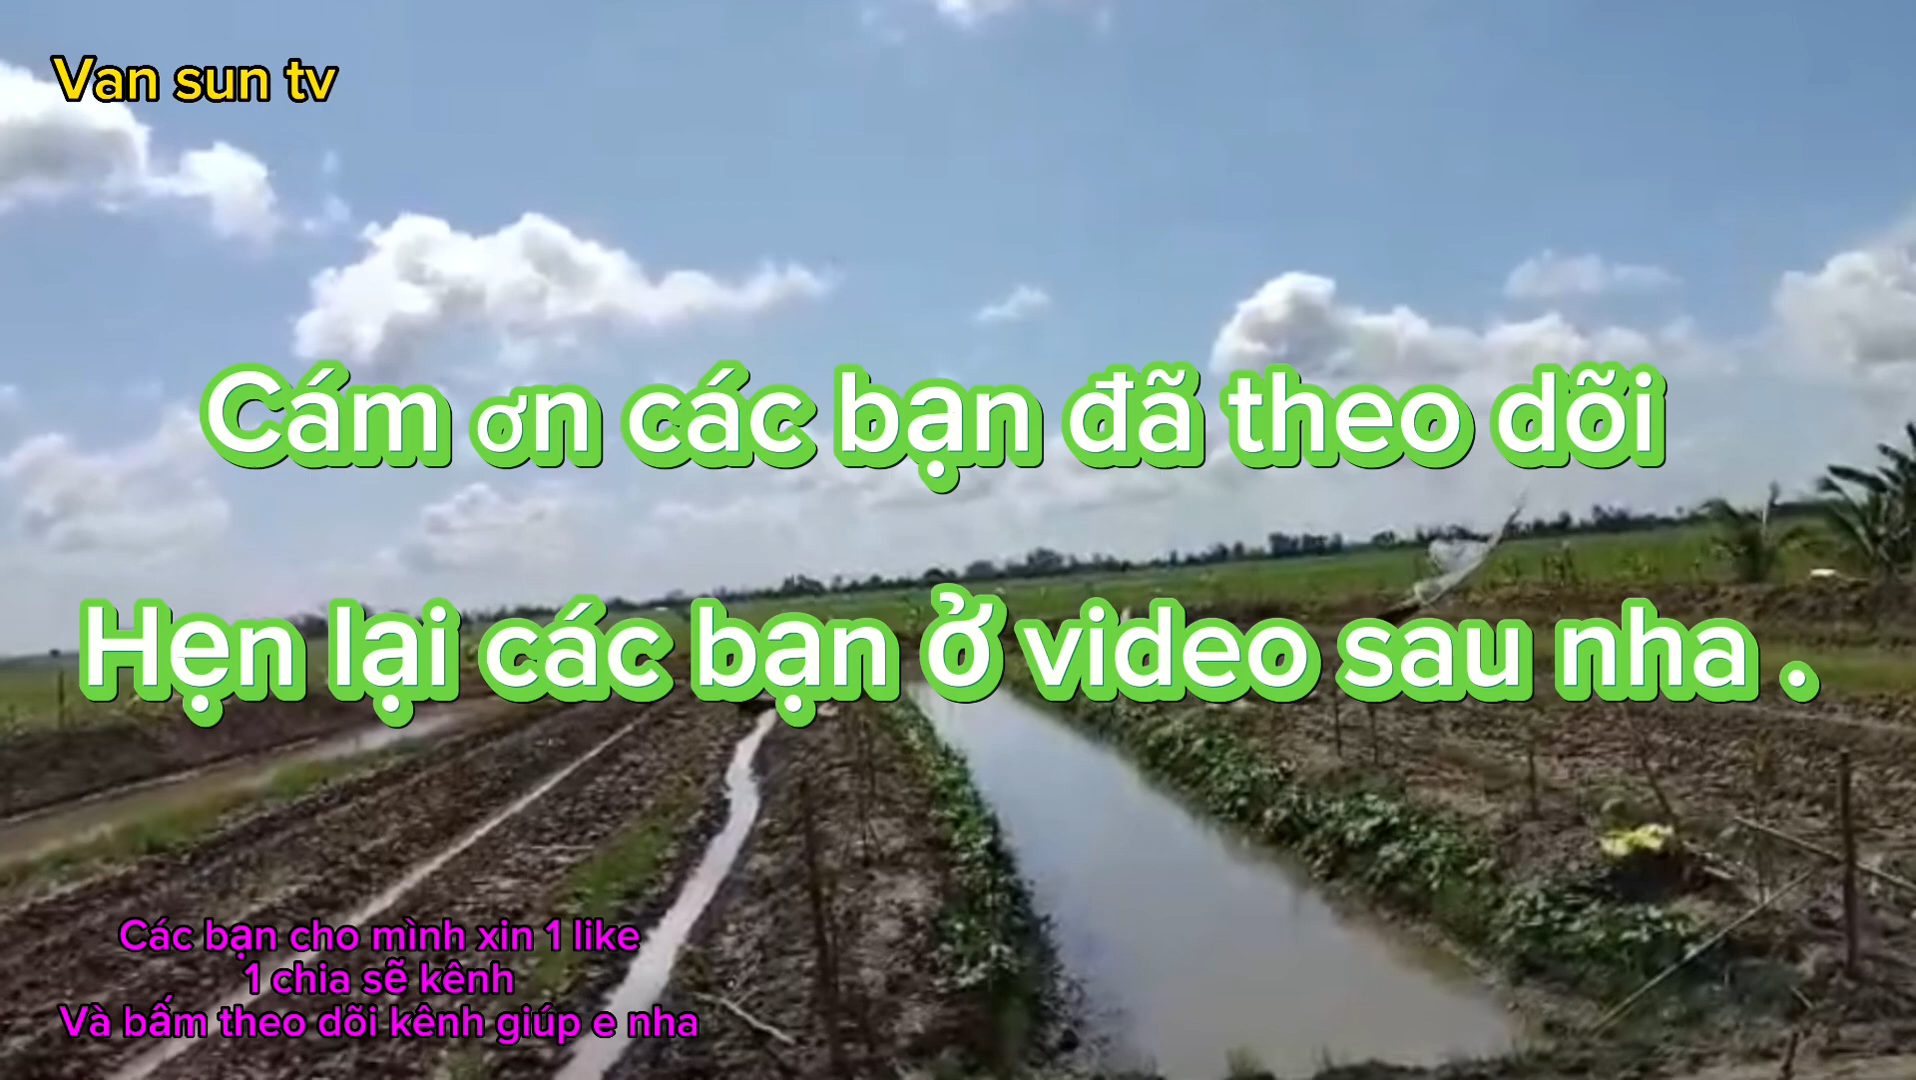 Van sun tv
Cám ơn các bạn đã theo dõi
Hẹn lại các bạn ở video sau nha .
Các bạn cho mình xin 1 like
1 chia sẽ kênh
Và bấm theo dõi kênh giúp e nha